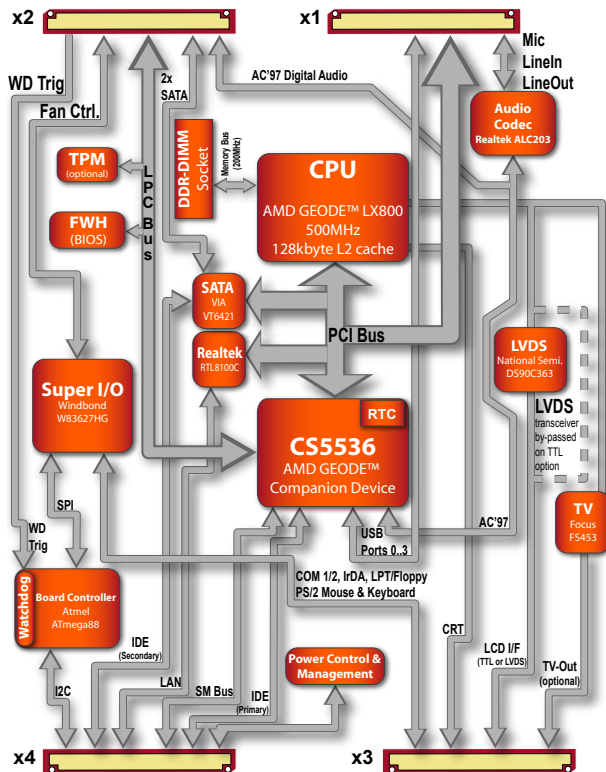 x2
x1
Mic
LineIn
LineOut
WD Trig
Fan Ctrl.
2x
SATA
AC'97 Digital Audio
Audio
Codec
Realtek ALC203
TPM
(optional)
FWH
(BIOS)
LPC Bus
DDR-DIMM
Socket
Memory Bus
(200MHz)
CPU
AMD GEODE™ LX800
500MHz
128kbyte L2 cache
SATA
VIA
VT6421
PCI Bus
Realtek
RTL8100C
LVDS
National Semi.
DS90C363
LVDS
transceiver
by-passed
on TTL
option
Super I/O
Windbond
W83627HG
RTC
CS5536
AMD GEODE™
Companion Device
SPI
WD
Trig
USB
Ports 0..3
AC'97
TV
Focus
FS453
COM 1/2, IrDA, LPT/Floppy
PS/2 Mouse & Keyboard
Watchdog
Board Controller
Atmel
ATmega88
IDE
(Secondary)
LAN
SM Bus
IDE
(Primary)
Power Control &
Management
CRT
LCD I/F
(TTL or LVDS)
TV-Out
(optional)
I2C
x4
x3